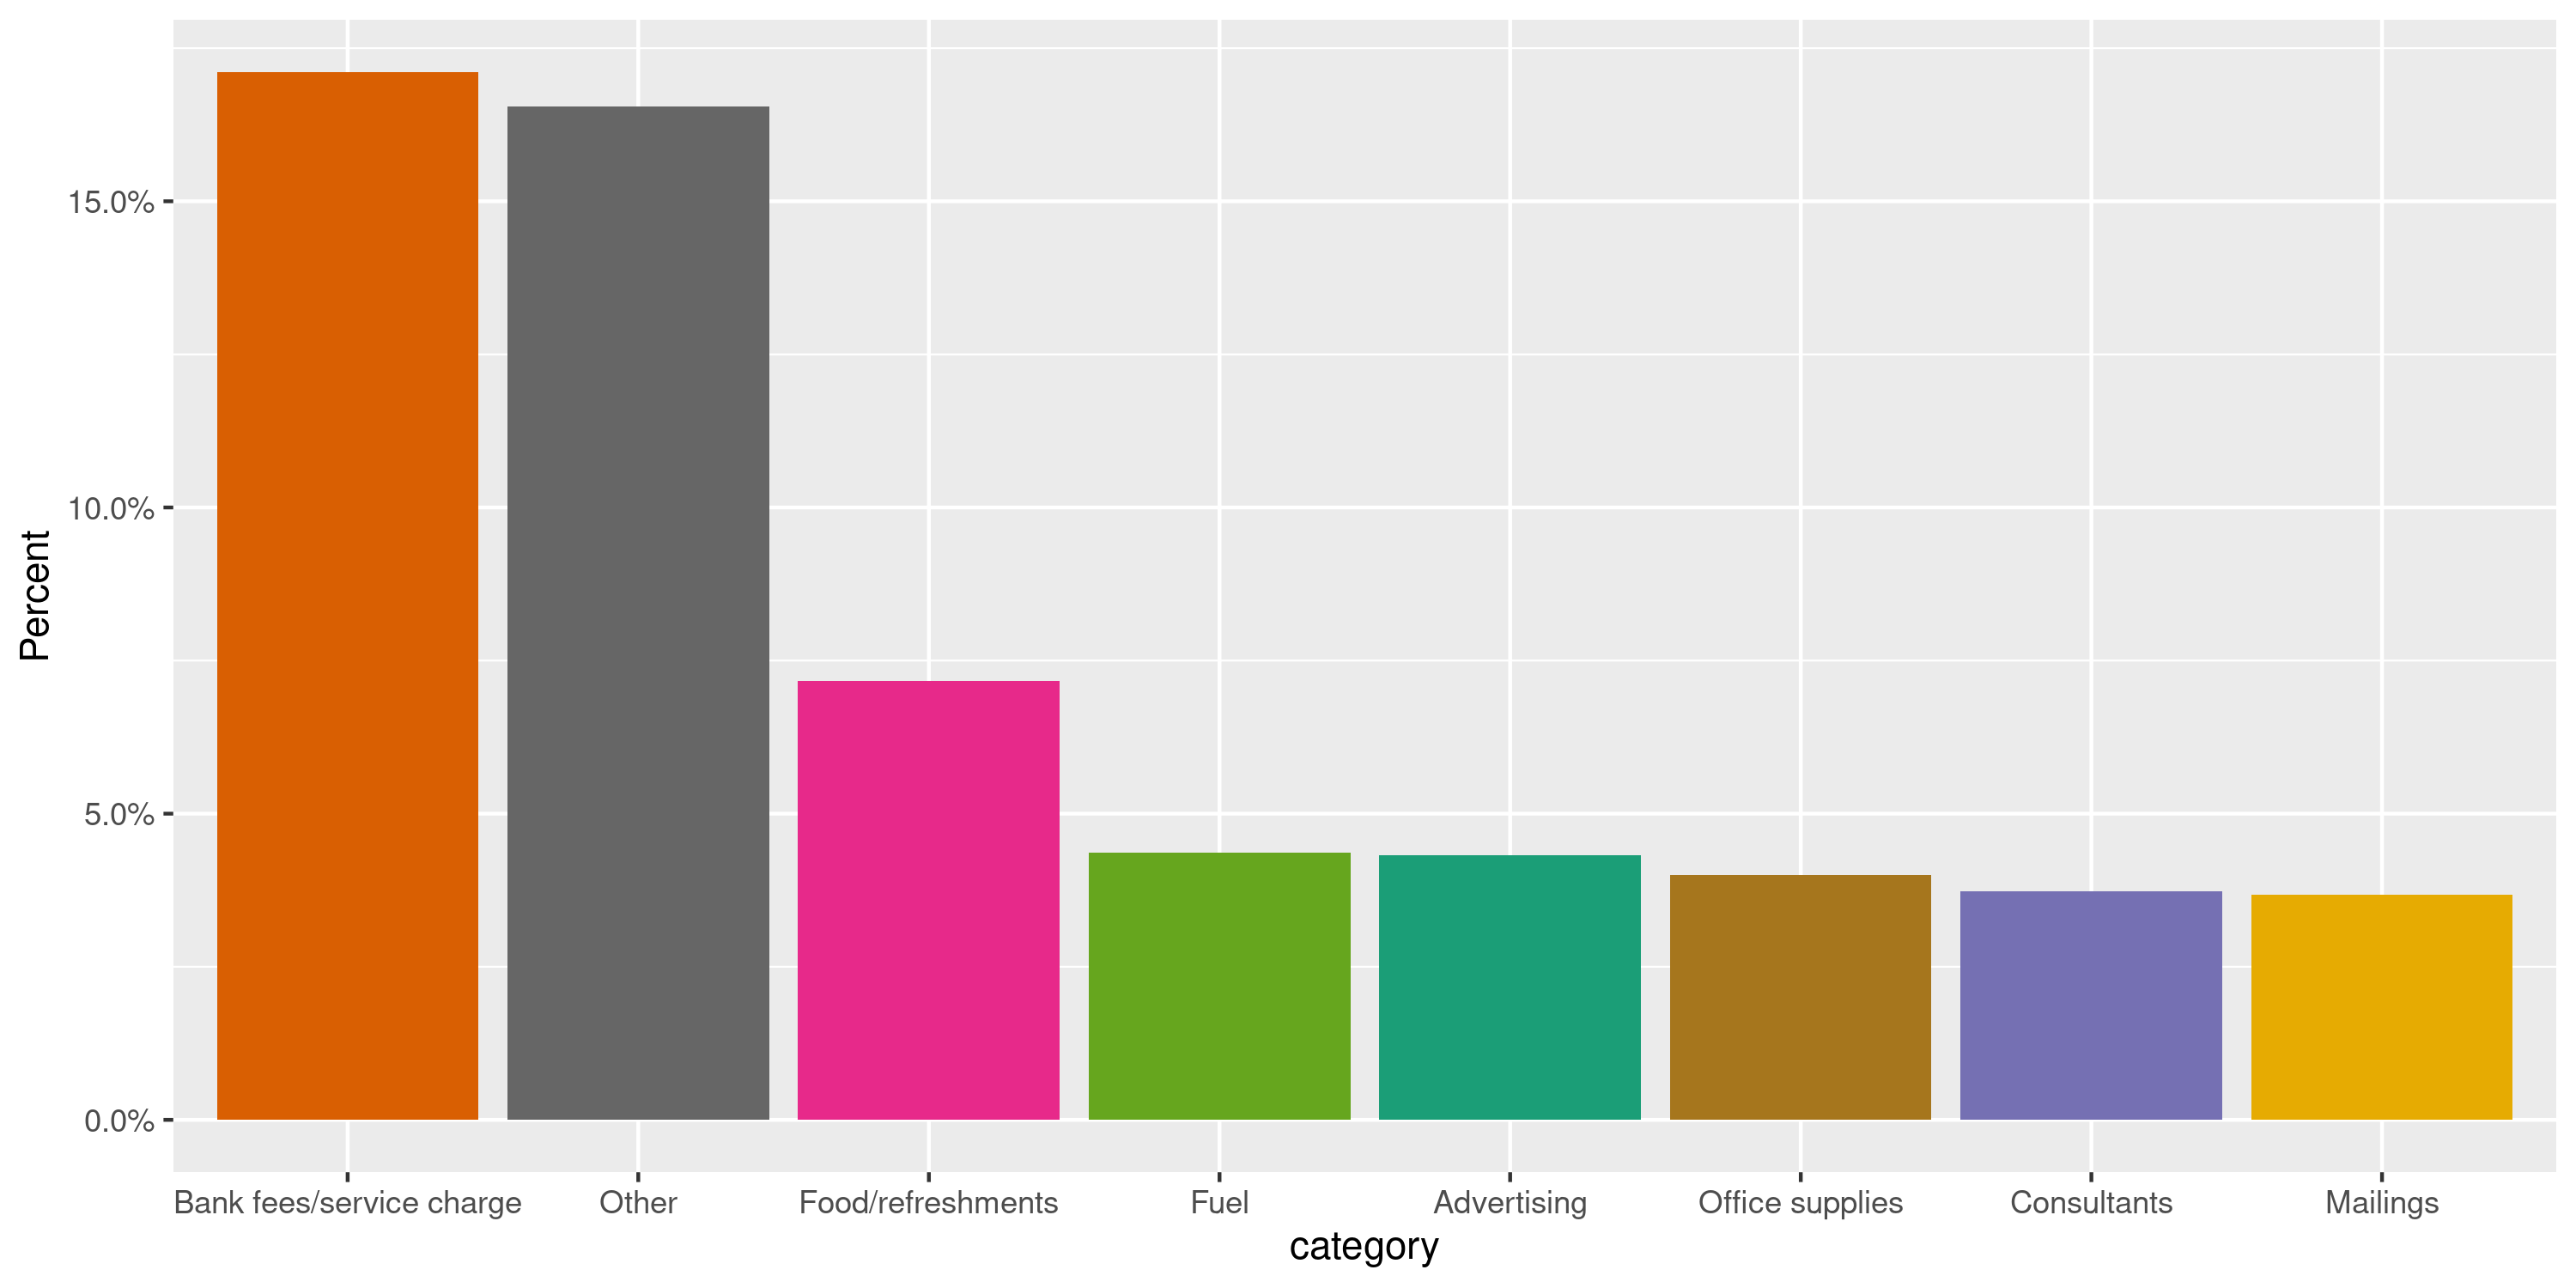 15.0%
10.0%
5.0%
0.0%
Percent
Bank fees/service charge
Other
Food/refreshments
Fuel
Advertising
Office supplies
Consultants
Mailings
category